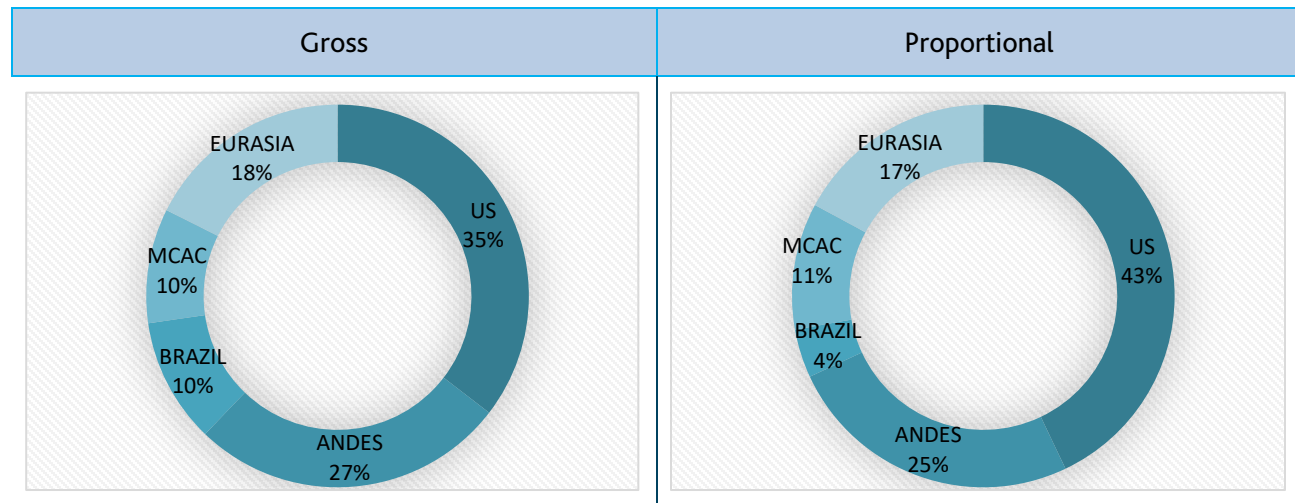 Gross
Proportional
EURASIA
18%
US
35%
MCAC
10%
BRAZIL
10%
ANDES
27%
EURASIA
17%
US
43%
MCAC
11%
BRAZIL
4%
ANDES
25%